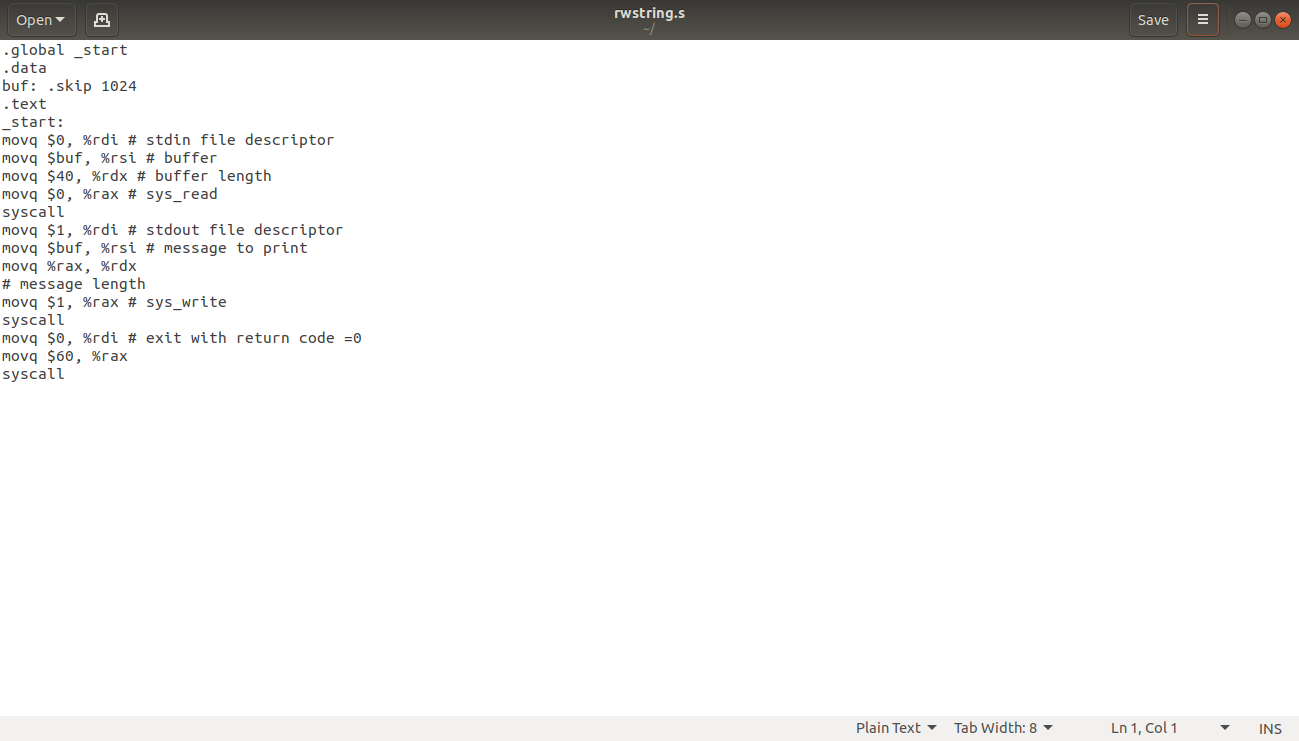 Open
rwstring.s
~/
Save
.global _start
.data
buf: .skip 1024
.text
_start:
movq $0, %rdi # stdin file descriptor
movq $buf, %rsi # buffer
movq $40, %rdx # buffer length
movq $0, %rax # sys_read
syscall
movq $1, %rdi # stdout file descriptor
movq $buf, %rsi # message to print
movq %rax, %rdx
# message length
movq $1, %rax # sys_write
syscall
movq $0, %rdi # exit with return code =0
movq $60, %rax
syscall
Plain Text Tab Width: 8 Ln 1, Col 1 INS